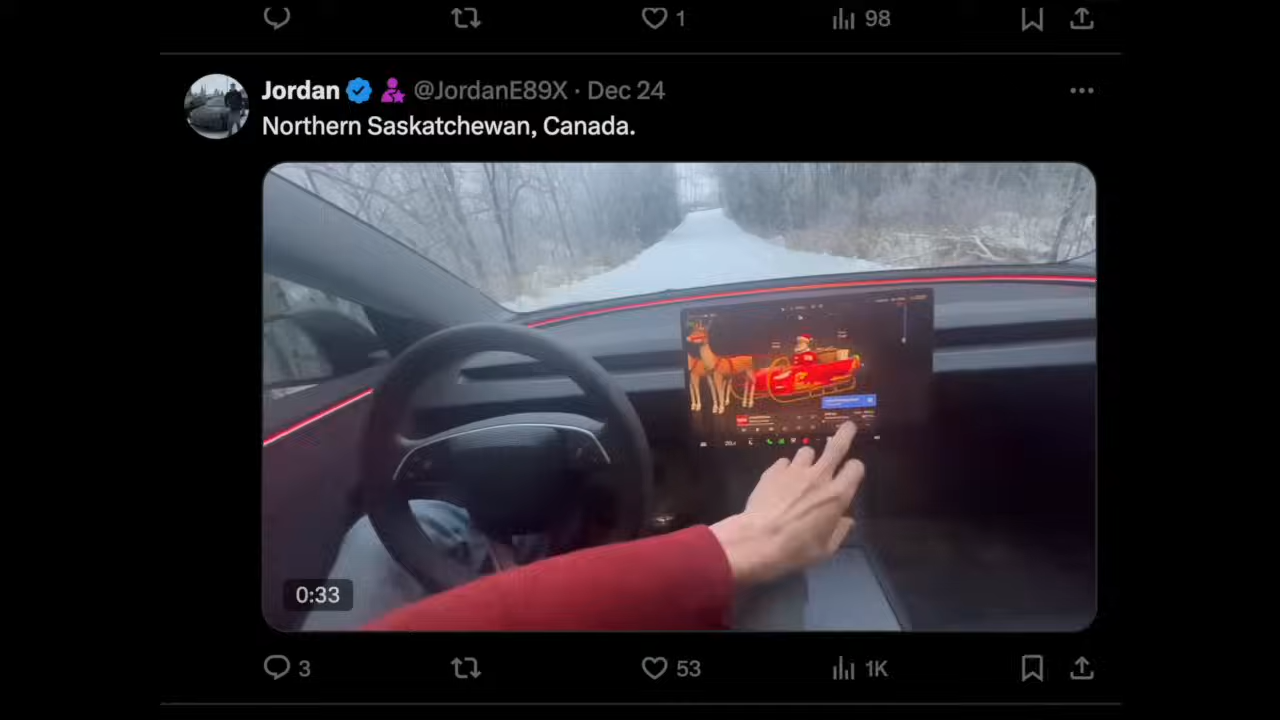 1
98
Jordan @JordanE89X · Dec 24
Northern Saskatchewan, Canada.
0:33
3
53
1K